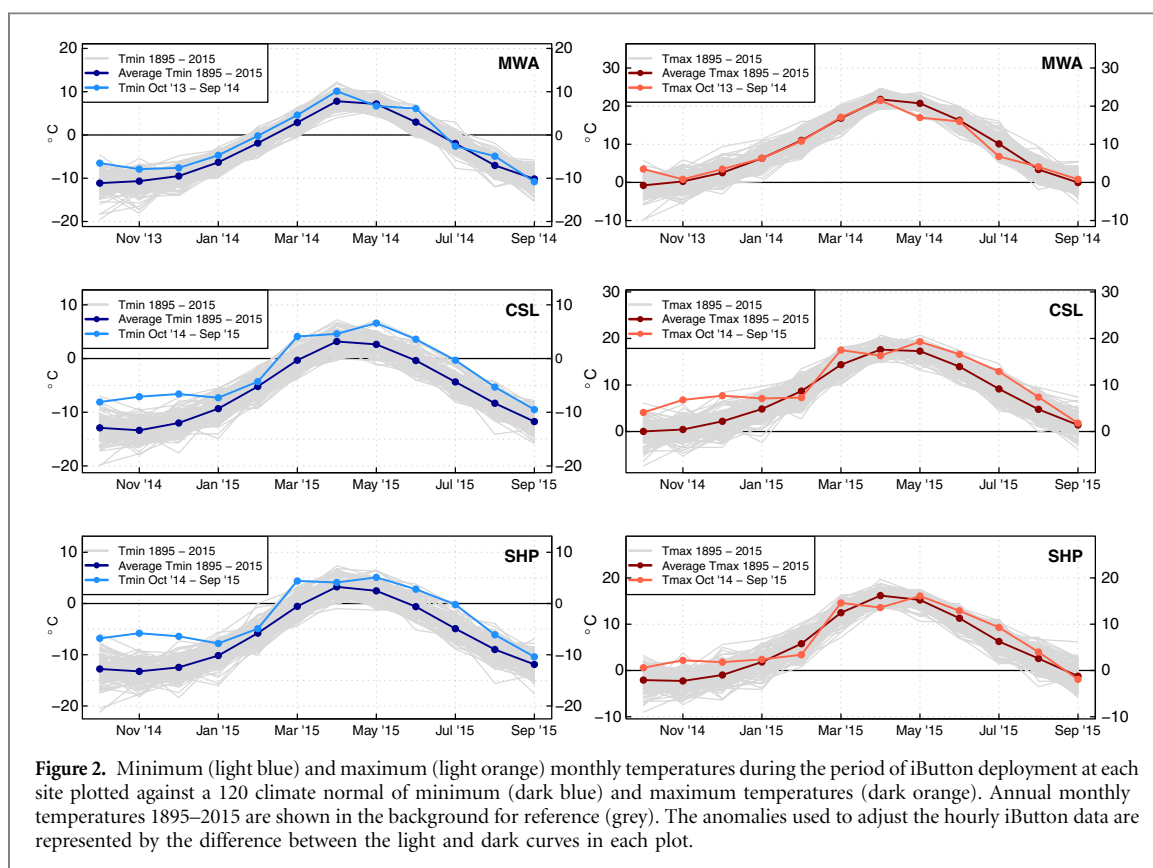 MWA
Tmin 1895 – 2015
Average Tmin 1895 – 2015
Tmin Oct '13 – Sep '14
° C
20
10
0
−10
−20
20
10
0
−10
−20
Nov '13 Jan '14 Mar '14 May '14 Jul '14 Sep '14
MWA
Tmax 1895 – 2015
Average Tmax 1895 – 2015
Tmax Oct '13 – Sep '14
° C
30
20
10
0
−10
30
20
10
0
−10
Nov '13 Jan '14 Mar '14 May '14 Jul '14 Sep '14
CSL
Tmin 1895 – 2015
Average Tmin 1895 – 2015
Tmin Oct '14 – Sep '15
° C
10
0
−10
−20
10
0
−10
−20
Nov '14 Jan '15 Mar '15 May '15 Jul '15 Sep '15
CSL
Tmax 1895 – 2015
Average Tmax 1895 – 2015
Tmax Oct '14 – Sep '15
° C
30
20
10
0
30
20
10
0
Nov '14 Jan '15 Mar '15 May '15 Jul '15 Sep '15
SHP
Tmin 1895 – 2015
Average Tmin 1895 – 2015
Tmin Oct '14 – Sep '15
° C
10
0
−10
−20
10
0
−10
−20
Nov '14 Jan '15 Mar '15 May '15 Jul '15 Sep '15
SHP
Tmax 1895 – 2015
Average Tmax 1895 – 2015
Tmax Oct '14 – Sep '15
° C
20
10
0
−10
20
10
0
−10
Nov '14 Jan '15 Mar '15 May '15 Jul '15 Sep '15
Figure 2. Minimum (light blue) and maximum (light orange) monthly temperatures during the period of iButton deployment at each
site plotted against a 120 climate normal of minimum (dark blue) and maximum temperatures (dark orange). Annual monthly
temperatures 1895–2015 are shown in the background for reference (grey). The anomalies used to adjust the hourly iButton data are
represented by the difference between the light and dark curves in each plot.